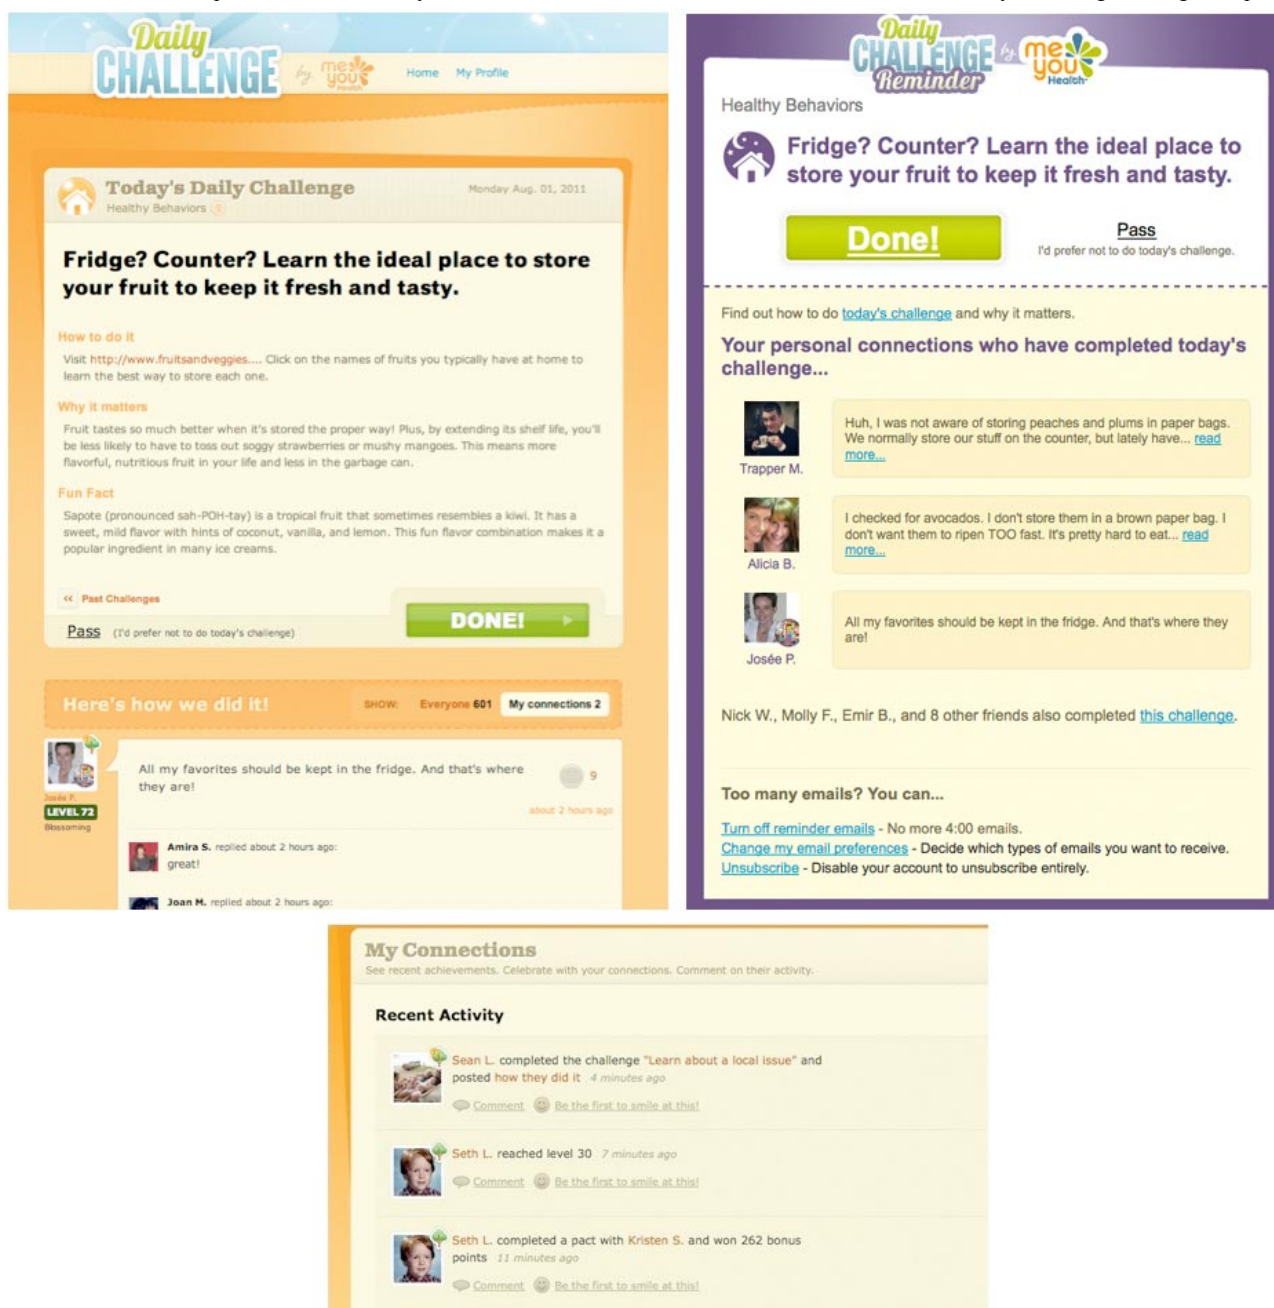 Daily
CHALLENGE by me you Health
Home My Profile
Today's Daily Challenge
Monday Aug. 01, 2011
Healthy Behaviors
Fridge? Counter? Learn the ideal place to store
your fruit to keep it fresh and tasty.
How to do it
Visit http://www.fruitsandveggies.... Click on the names of fruits you typically have at home to
learn the best way to store each one.
Why it matters
Fruit tastes so much better when it's stored the proper way! Plus, by extending its shelf life, you'll
be less likely to have to toss out soggy strawberries or mushy mangoes. This means more
flavorful, nutritious fruit in your life and less in the garbage can.
Fun Fact
Sapote (pronounced sah-POH-tay) is a tropical fruit that sometimes resembles a kiwi. It has a
sweet, mild flavor with hints of coconut, vanilla, and lemon. This fun flavor combination makes it a
popular ingredient in many ice creams.
<< Past Challenges
DONE!
Pass (I'd prefer not to do today's challenge)
Here's how we did it!
SHOW: Everyone 601 My connections 2
All my favorites should be kept in the fridge. And that's where
they are!
9
Josée P.
LEVEL 72
Blossoming
about 2 hours ago
Amira S. replied about 2 hours ago:
great!
Joan M. replied about 2 hours ago:
Daily
CHALLENGE by me you Health
Reminder
Healthy Behaviors
Fridge? Counter? Learn the ideal place to
store your fruit to keep it fresh and tasty.
Done!
Pass
I'd prefer not to do today's challenge.
Find out how to do today's challenge and why it matters.
Your personal connections who have completed today's
challenge...
Huh, I was not aware of storing peaches and plums in paper bags.
We normally store our stuff on the counter, but lately have... read
more...
Trapper M.
I checked for avocados. I don't store them in a brown paper bag. I
don't want them to ripen TOO fast. It's pretty hard to eat... read
more...
Alicia B.
All my favorites should be kept in the fridge. And that's where they
are!
Josée P.
Nick W., Molly F., Emir B., and 8 other friends also completed this challenge.
Too many emails? You can...
Turn off reminder emails - No more 4:00 emails.
Change my email preferences - Decide which types of emails you want to receive.
Unsubscribe - Disable your account to unsubscribe entirely.
My Connections
See recent achievements. Celebrate with your connections. Comment on their activity.
Recent Activity
Sean L. completed the challenge "Learn about a local issue" and
posted how they did it 4 minutes ago
Comment Be the first to smile at this!
Seth L. reached level 30 7 minutes ago
Comment Be the first to smile at this!
Seth L. completed a pact with Kristen S. and won 262 bonus
points 11 minutes ago
Comment Be the first to smile at this!